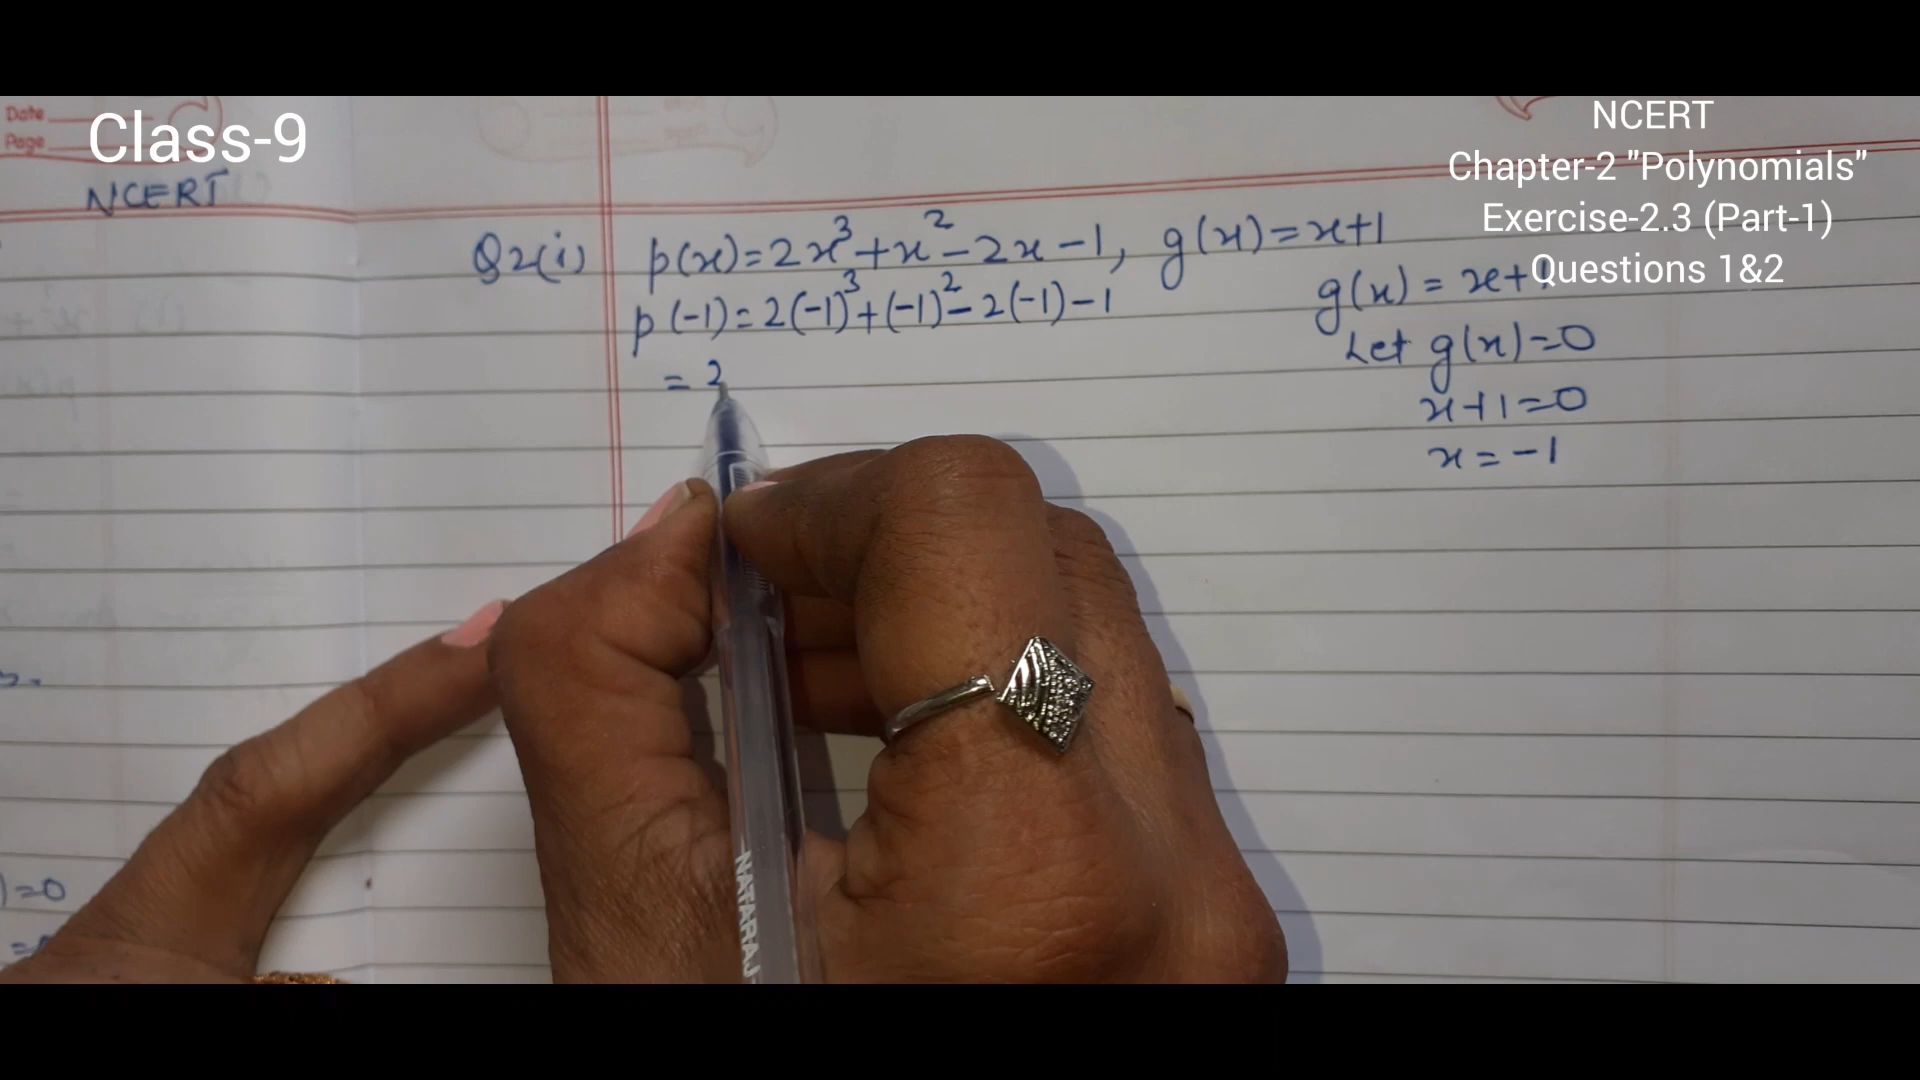 Date
Page
Class-9
NCERT
NCERT
Chapter-2 "Polynomials"
Exercise-2.3 (Part-1)
Questions 1&2
Q2(i) p(x)=2x³+x²-2x-1, g(x)=x+1
p(-1)=2(-1)³+(-1)²-2(-1)-1
= 2
g(x) = x+1
Let g(x)=0
x+1=0
x=-1
)=0
NATARAJ